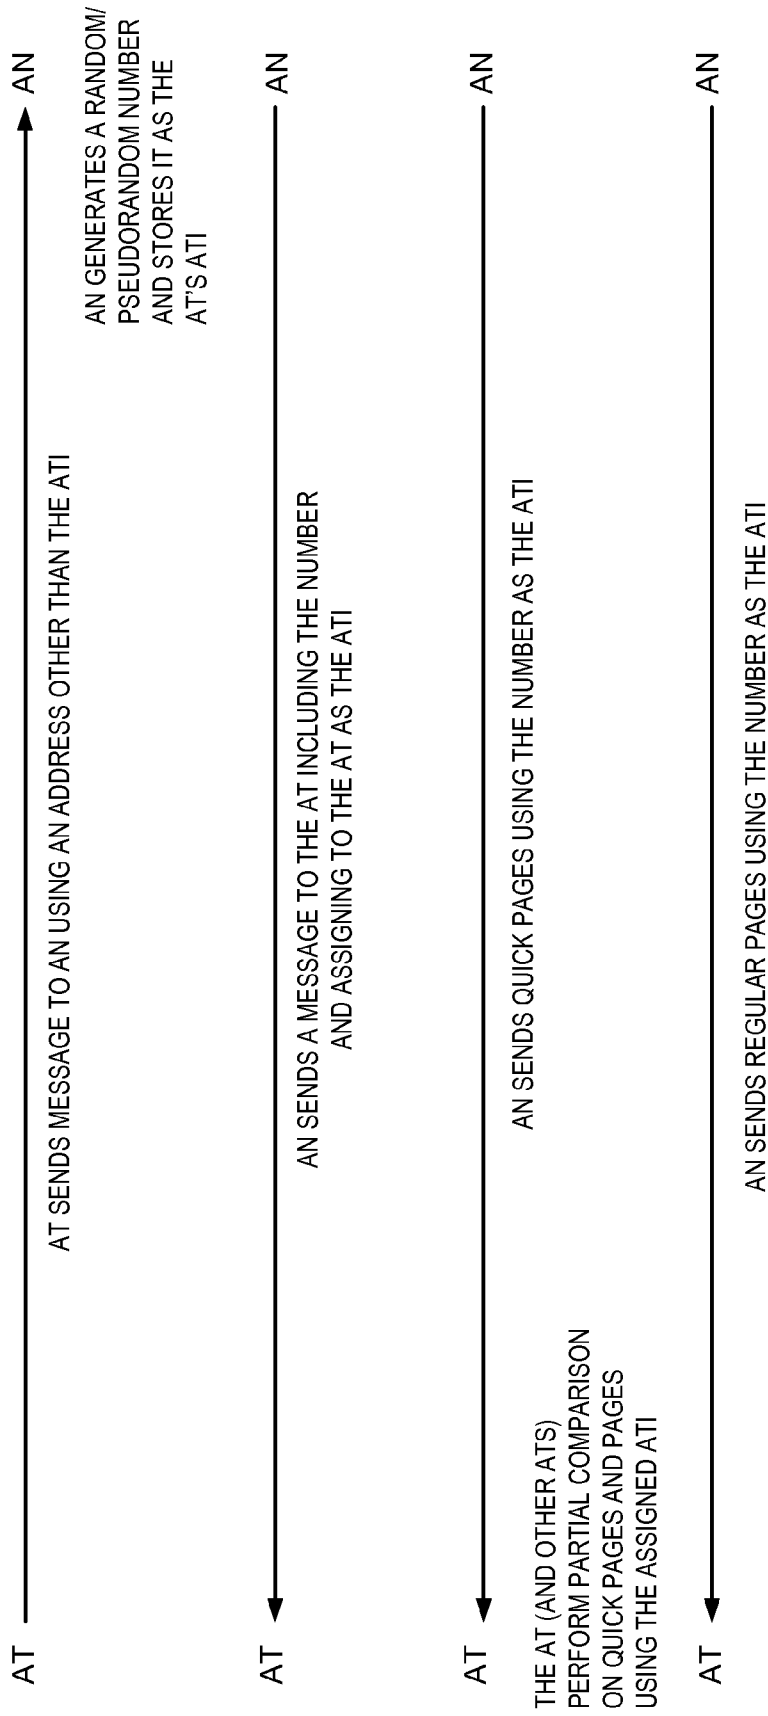 AT
AN
AT SENDS MESSAGE TO AN USING AN ADDRESS OTHER THAN THE ATI
AN GENERATES A RANDOM/
PSEUDORANDOM NUMBER
AND STORES IT AS THE
AT'S ATI
AT
AN
AN SENDS A MESSAGE TO THE AT INCLUDING THE NUMBER
AND ASSIGNING TO THE AT AS THE ATI
AT
AN
AN SENDS QUICK PAGES USING THE NUMBER AS THE ATI
THE AT (AND OTHER ATS)
PERFORM PARTIAL COMPARISON
ON QUICK PAGES AND PAGES
USING THE ASSIGNED ATI
AT
AN
AN SENDS REGULAR PAGES USING THE NUMBER AS THE ATI